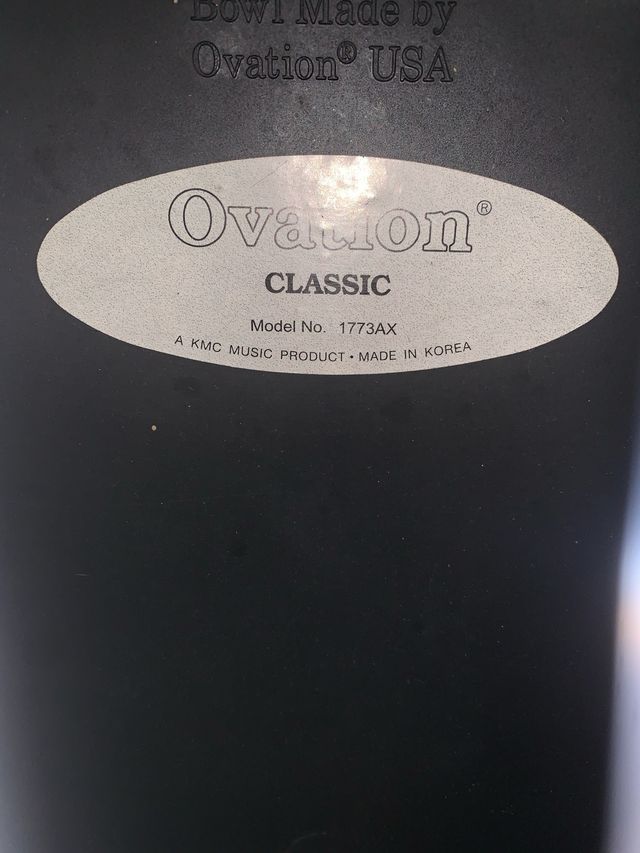 Bowl Made by
Ovation® USA
Ovation®
CLASSIC
Model No. 1773AX
A KMC MUSIC PRODUCT • MADE IN KOREA